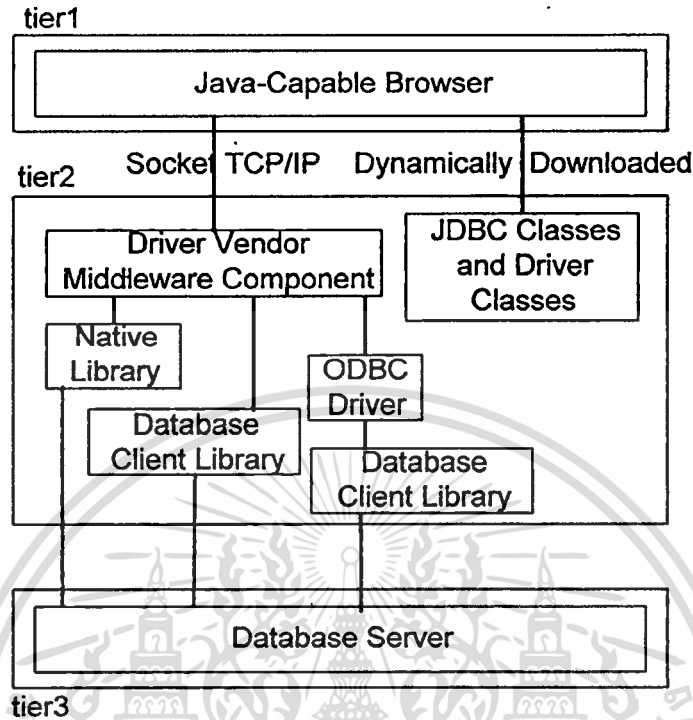 tier1
Java-Capable Browser
Socket TCP/IP
Dynamically Downloaded
tier2
Driver Vendor
Middleware Component
JDBC Classes
and Driver
Classes
Native
Library
ODBC
Driver
Database
Client Library
Database
Client Library
Database Server
tier3